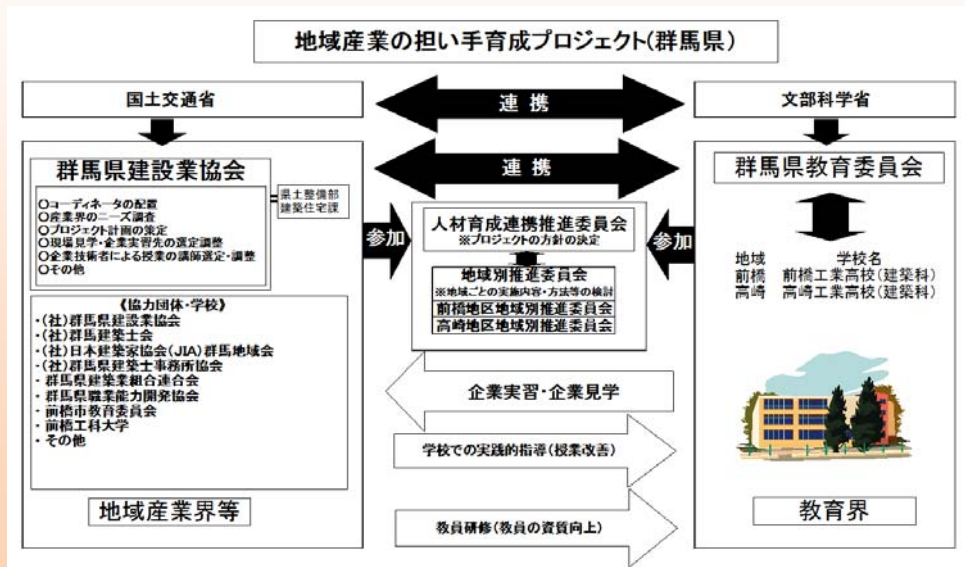 地域産業の担い手育成プロジェクト(群馬県)
国土交通省
連 携
文部科学省
群馬県建設業協会
○コーディネータの配置
○産業界のニーズ調査
○プロジェクト計画の策定
○現場見学・企業実習先の選定調整
○企業技術者による授業の講師選定・調整
○その他
県土整備部
建築住宅課
《協力団体・学校》
・(社)群馬県建設業協会
・(社)群馬建築士会
・(社)日本建築家協会(JIA)群馬地域会
・(社)群馬県建築士事務所協会
・群馬県建築業組合連合会
・群馬県職業能力開発協会
・前橋市教育委員会
・前橋工科大学
・その他
地域産業界等
連 携
参加
人材育成連携推進委員会
※プロジェクトの方針の決定
地域別推進委員会
※地域ごとの実施内容・方法等の検討
前橋地区地域別推進委員会
高崎地区地域別推進委員会
参加
企業実習・企業見学
学校での実践的指導(授業改善)
教員研修(教員の資質向上)
群馬県教育委員会
地域 学校名
前橋 前橋工業高校(建築科)
高崎 高崎工業高校(建築科)
教育界